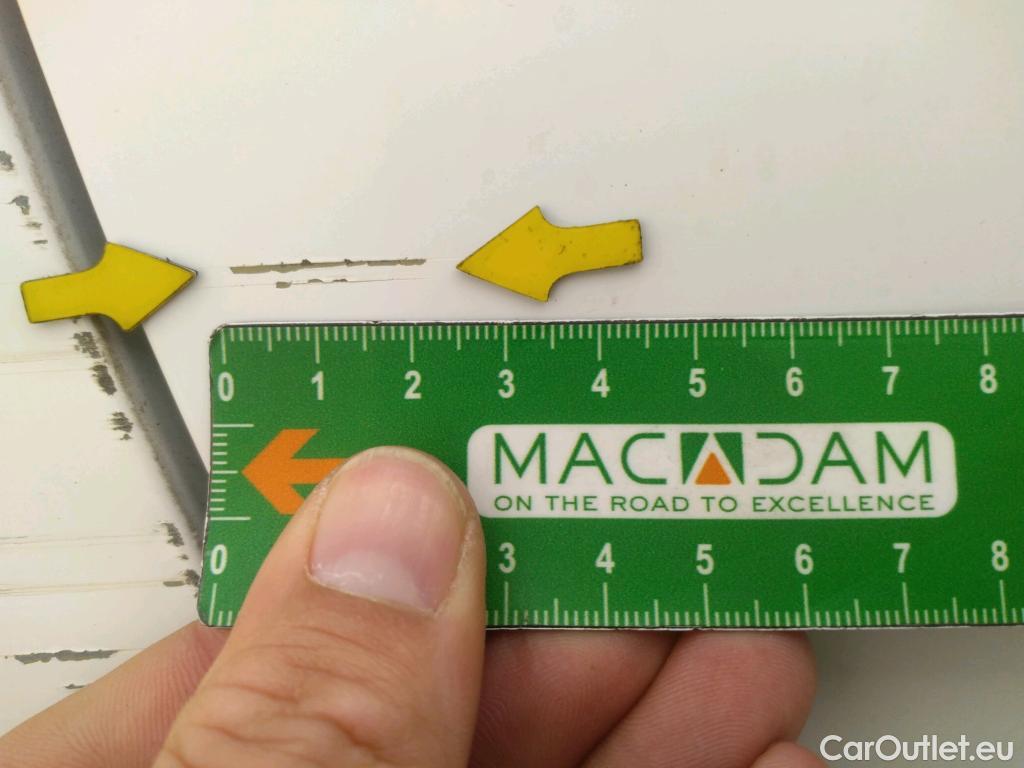 0 1 2 3 4 5 6 7 8
MACADAM
ON THE ROAD TO EXCELLENCE
0 3 4 5 6 7 8
CarOutlet.eu